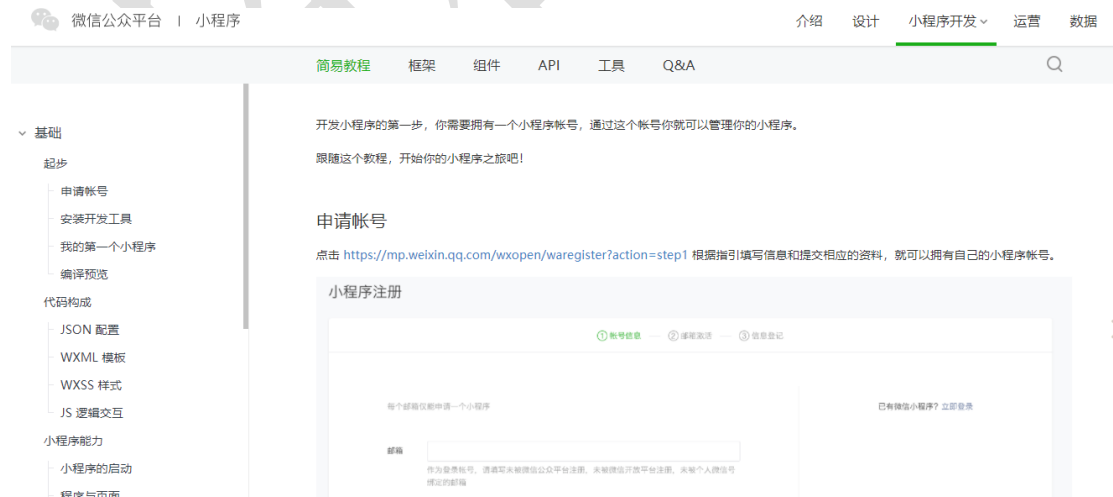 微信公众平台 | 小程序
介绍 设计 小程序开发 运营 数据
简易教程 框架 组件 API 工具 Q&A
基础
起步
申请帐号
安装开发工具
我的第一个小程序
编译预览
代码构成
JSON 配置
WXML 模板
WXSS 样式
JS 逻辑交互
小程序能力
小程序的启动
程序与页面
开发小程序的第一步，你需要拥有一个小程序帐号，通过这个帐号你就可以管理你的小程序。
跟随这个教程，开始你的小程序之旅吧！
申请帐号
点击 https://mp.weixin.qq.com/wxopen/waregister?action=step1 根据指引填写信息和提交相应的资料，就可以拥有自己的小程序帐号。
小程序注册
① 帐号信息 ② 邮箱激活 ③ 信息登记
每个邮箱仅能申请一个小程序
已有微信小程序？立即登录
邮箱
作为登录帐号，请填写未被微信公众平台注册，未被微信开放平台注册，未被个人微信号
绑定的邮箱